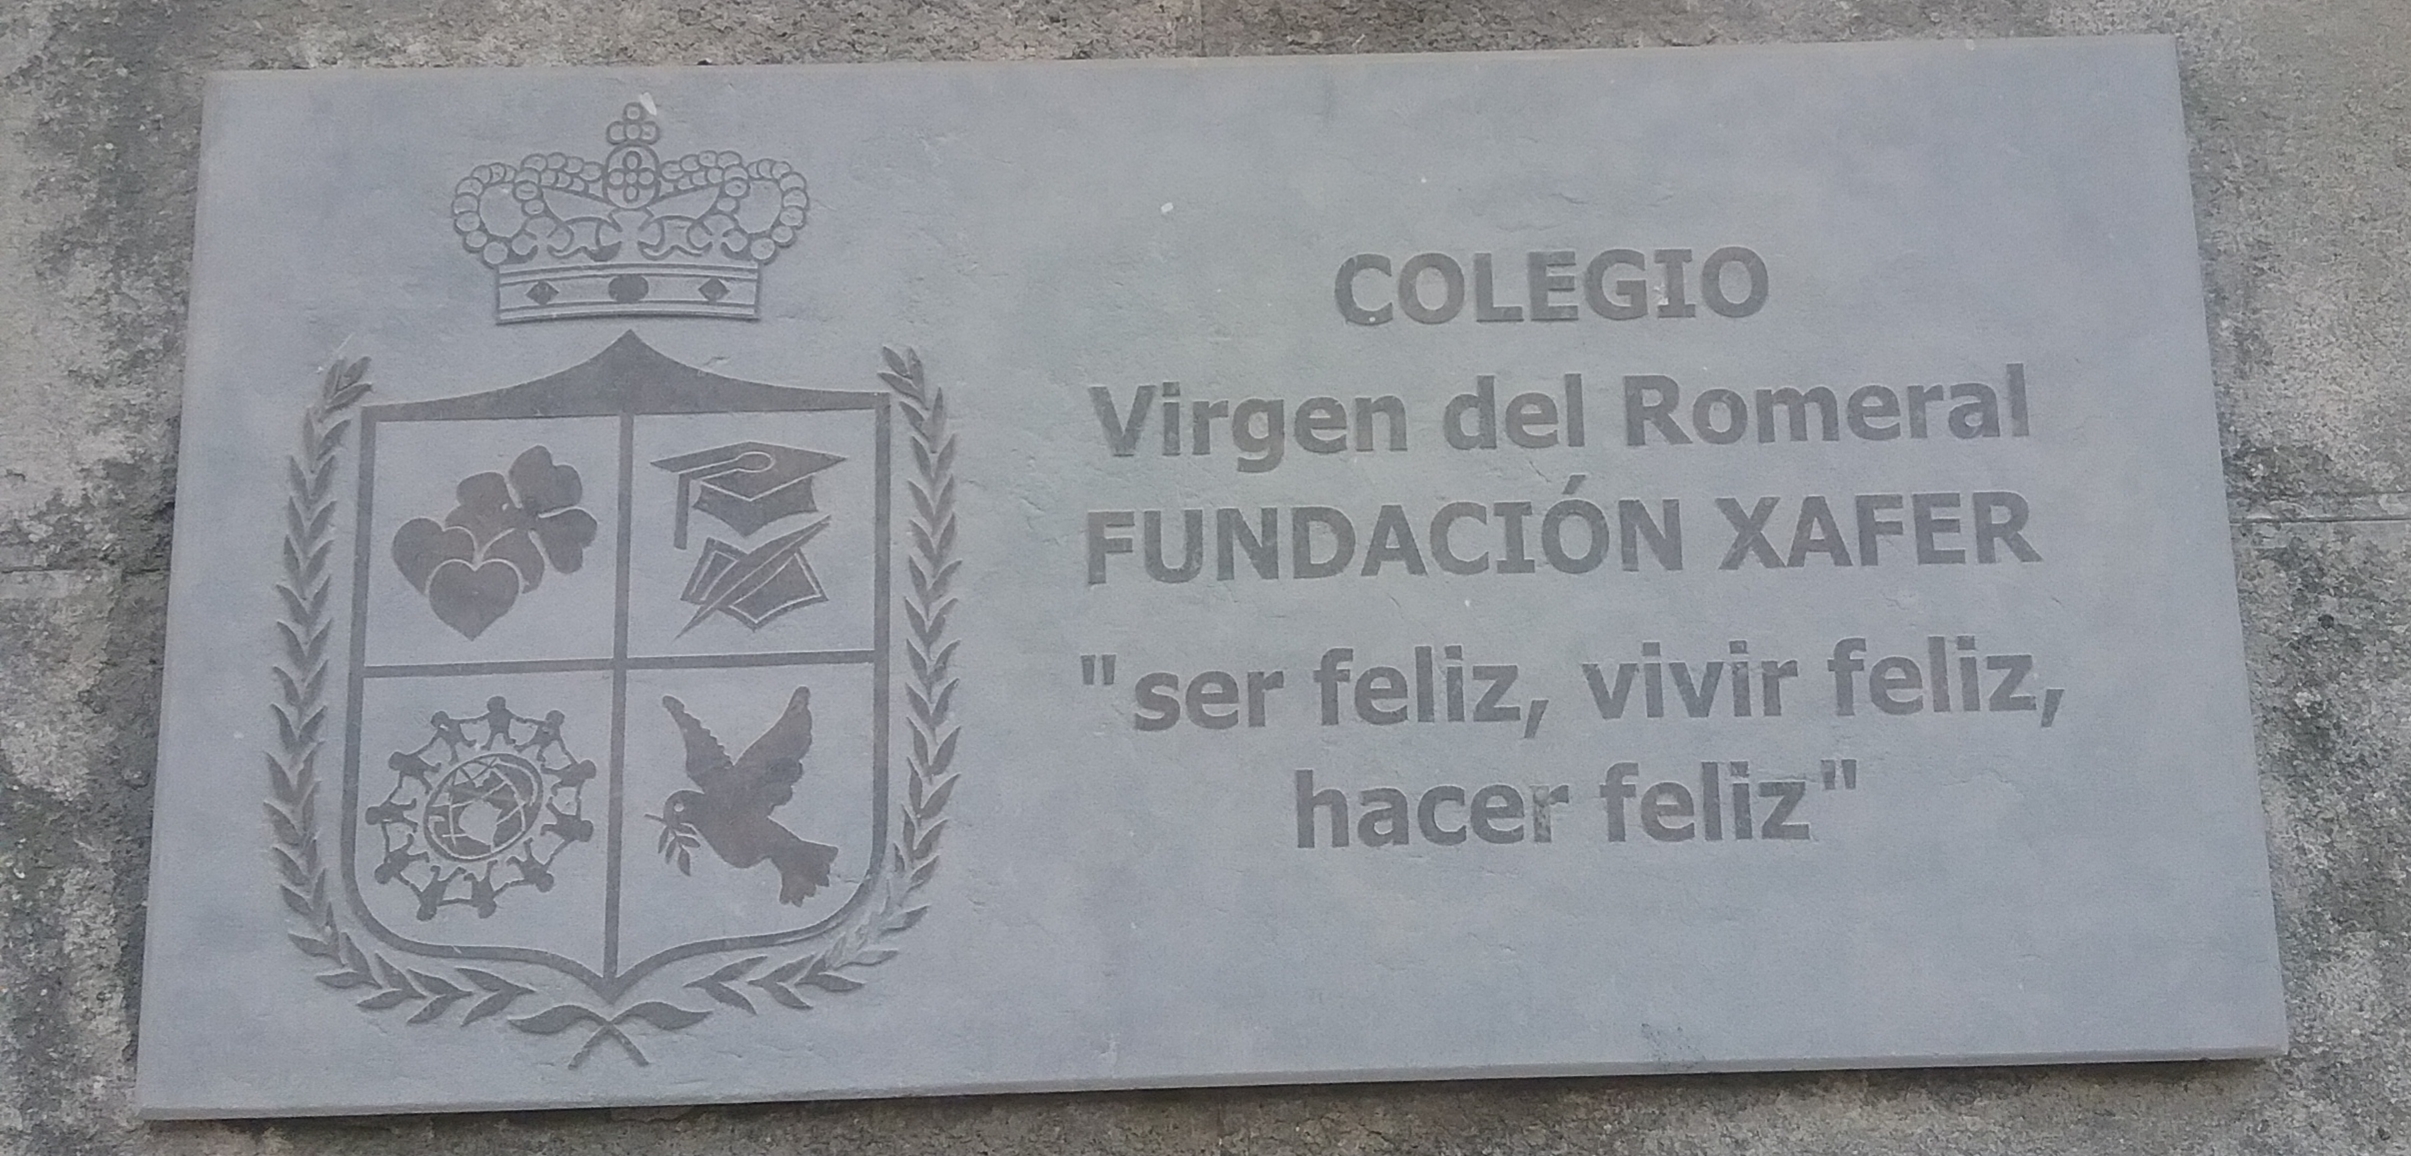 COLEGIO
Virgen del Romeral
FUNDACIÓN XAFER
"ser feliz, vivir feliz,
hacer feliz"